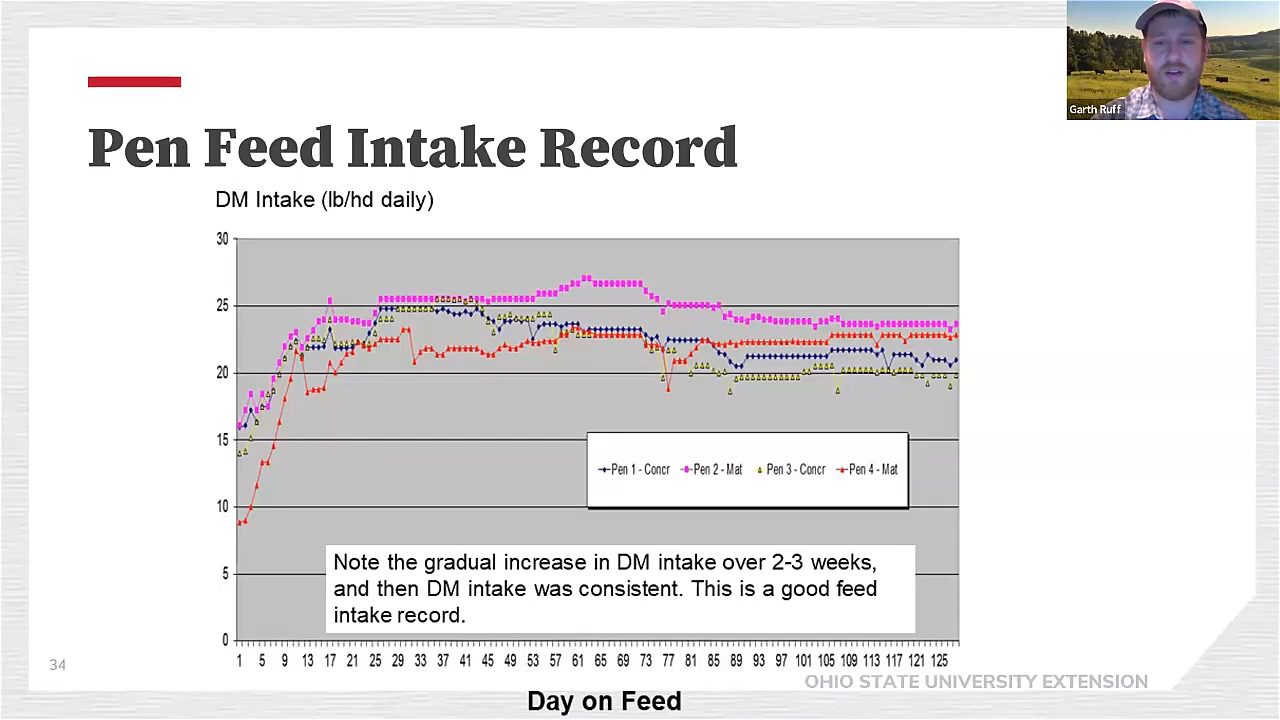 Garth Ruff
Pen Feed Intake Record
DM Intake (lb/hd daily)
30
25
20
15
10
5
0
Pen 1 - Concr Pen 2 - Mat Pen 3 - Concr Pen 4 - Mat
Note the gradual increase in DM intake over 2-3 weeks,
and then DM intake was consistent. This is a good feed
intake record.
1 5 9 13 17 21 25 29 33 37 41 45 49 53 57 61 65 69 73 77 81 85 89 93 97 101 105 109 113 117 121 125
34
OHIO STATE UNIVERSITY EXTENSION
Day on Feed